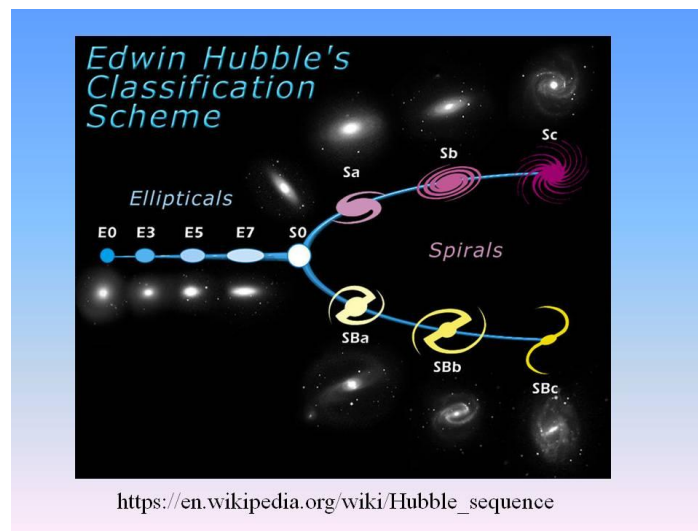 Edwin Hubble's
Classification
Scheme
Ellipticals
E0 E3 E5 E7 S0
Sa Sb Sc
Spirals
SBa SBb SBc
https://en.wikipedia.org/wiki/Hubble_sequence